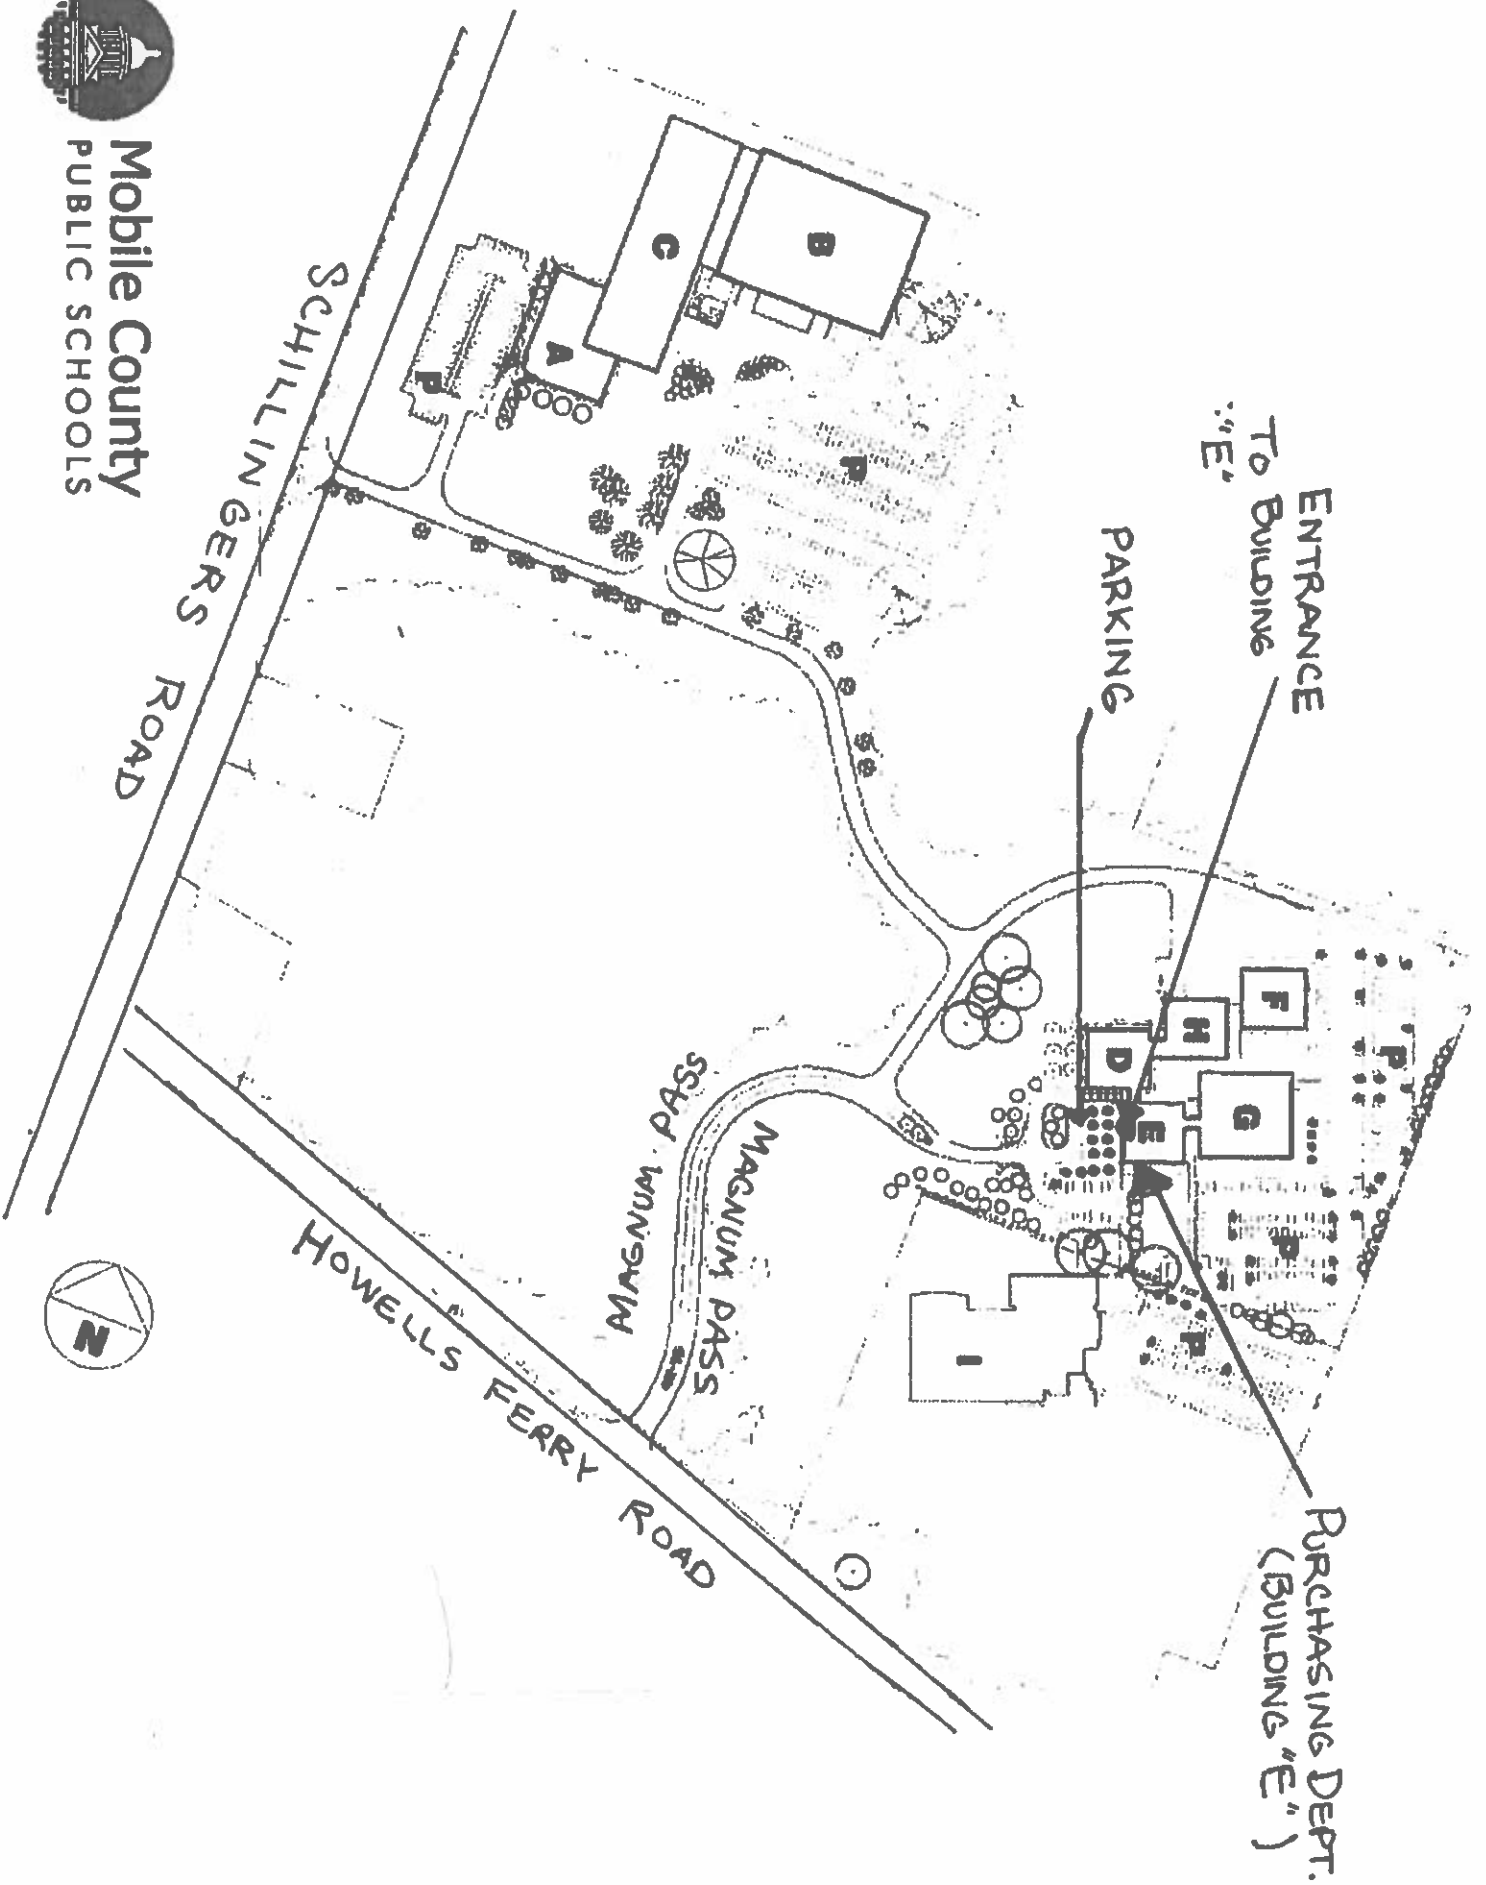 Mobile County
PUBLIC SCHOOLS
ENTRANCE
TO BUILDING
"E"
PARKING
PURCHASING DEPT.
(BUILDING "E")
SCHILLINGERS ROAD
HOWELLS FERRY ROAD
MAGNUM PASS
MAGNUM PASS
A
B
C
P
P
D
E
F
G
H
I
P
P
P
N